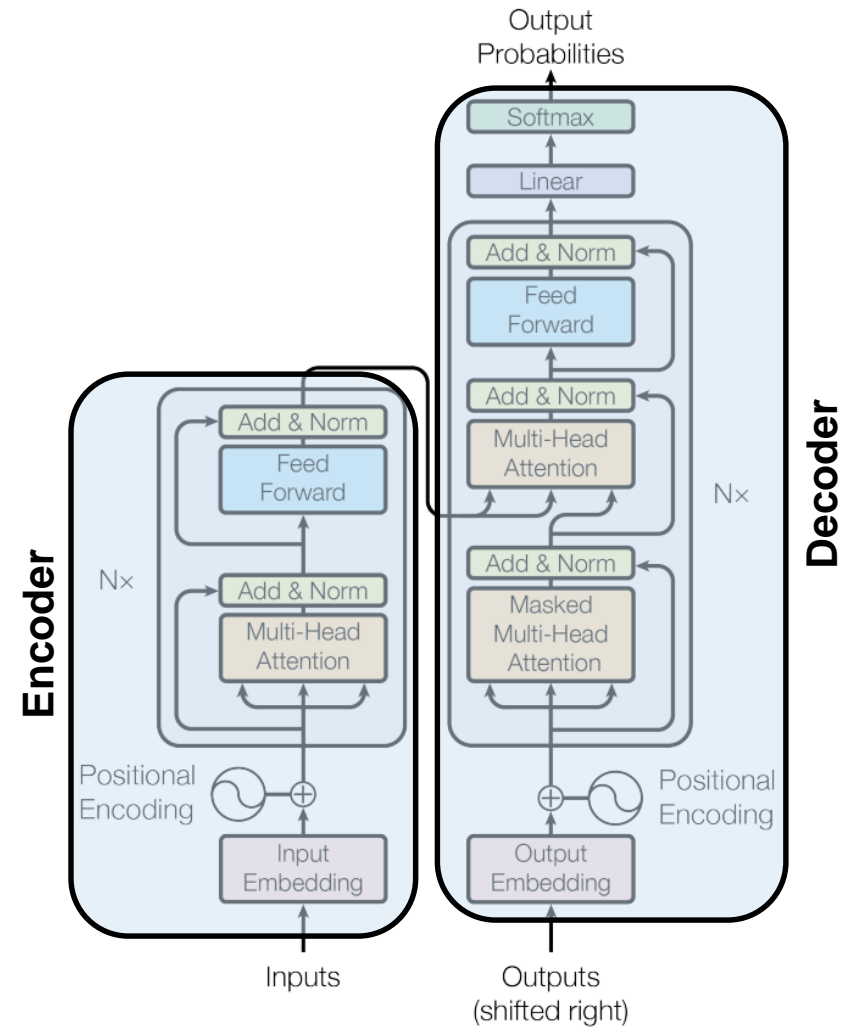 Output
Probabilities
Softmax
Linear
Add & Norm
Feed
Forward
Add & Norm
Multi-Head
Attention
Add & Norm
Masked
Multi-Head
Attention
Nx
Positional
Encoding
Output
Embedding
Outputs
(shifted right)
Decoder
Add & Norm
Feed
Forward
Add & Norm
Multi-Head
Attention
Nx
Positional
Encoding
Input
Embedding
Inputs
Encoder